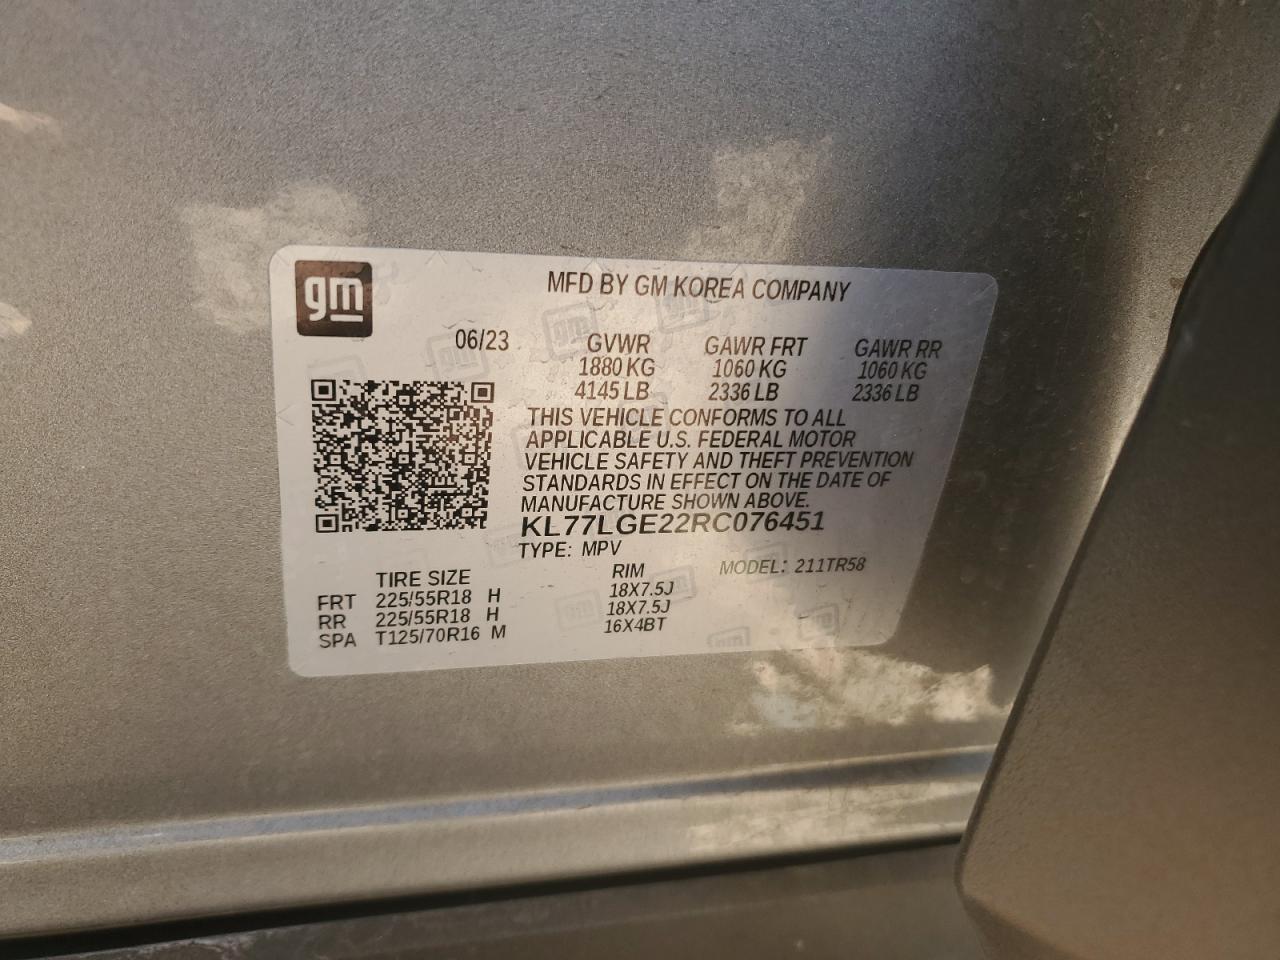 gm
MFD BY GM KOREA COMPANY
06/23 GVWR GAWR FRT GAWR RR
1880 KG 1060 KG 1060 KG
4145 LB 2336 LB 2336 LB
THIS VEHICLE CONFORMS TO ALL
APPLICABLE U.S. FEDERAL MOTOR
VEHICLE SAFETY AND THEFT PREVENTION
STANDARDS IN EFFECT ON THE DATE OF
MANUFACTURE SHOWN ABOVE.
KL77LGE22RC076451
TYPE: MPV
MODEL: 211TR58
TIRE SIZE RIM
FRT 225/55R18 H 18X7.5J
RR 225/55R18 H 18X7.5J
SPA T125/70R16 M 16X4BT